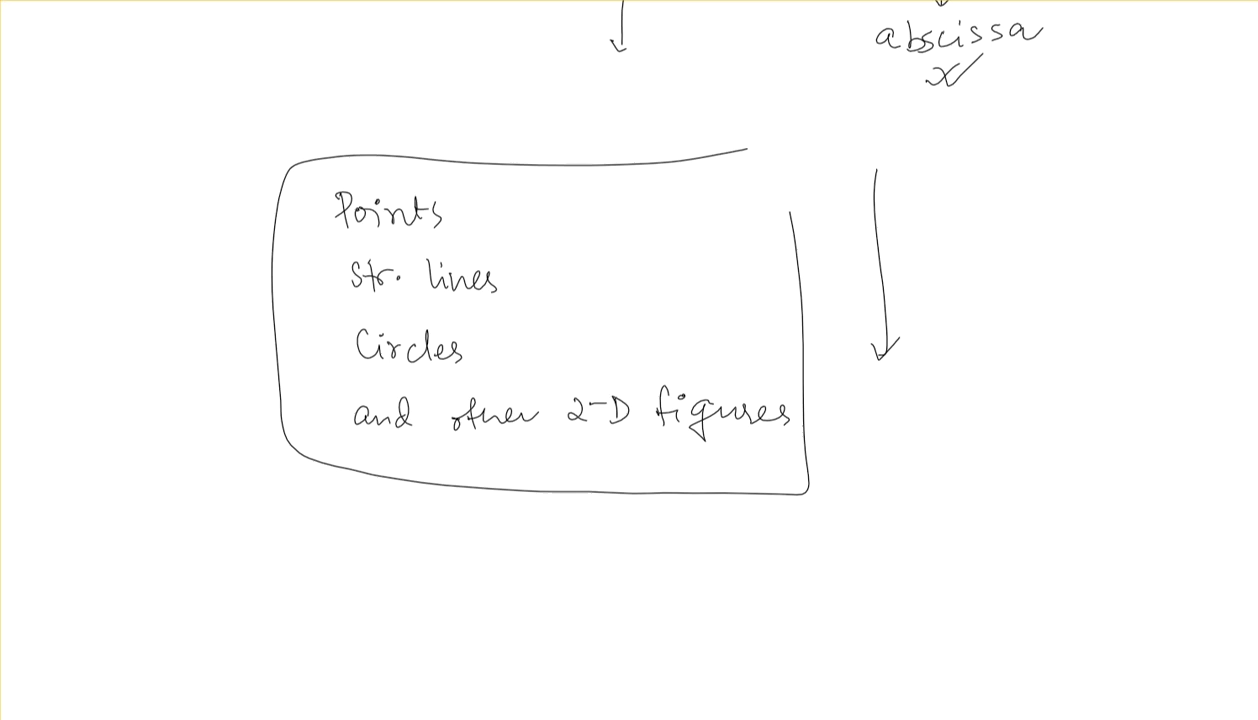 abscissa
x
Points
Str. lines
Circles
and other 2-D figures